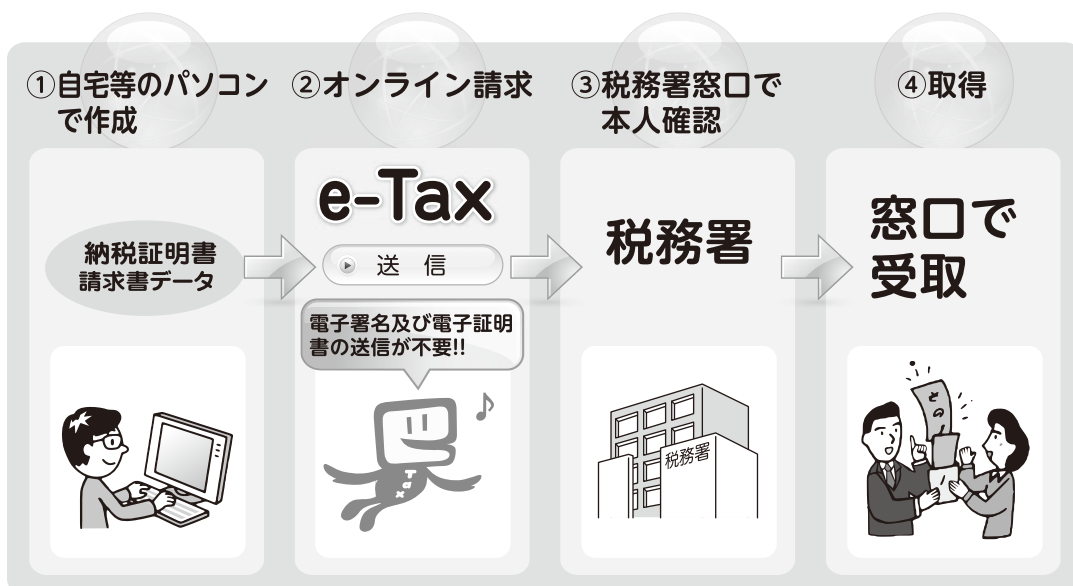 ①自宅等のパソコン
で作成
②オンライン請求
③税務署窓口で
本人確認
④取得
納税証明書
請求書データ
e-Tax
送 信
電子署名及び電子証明
書の送信が不要!!
Tax
税務署
税務署
窓口で
受取